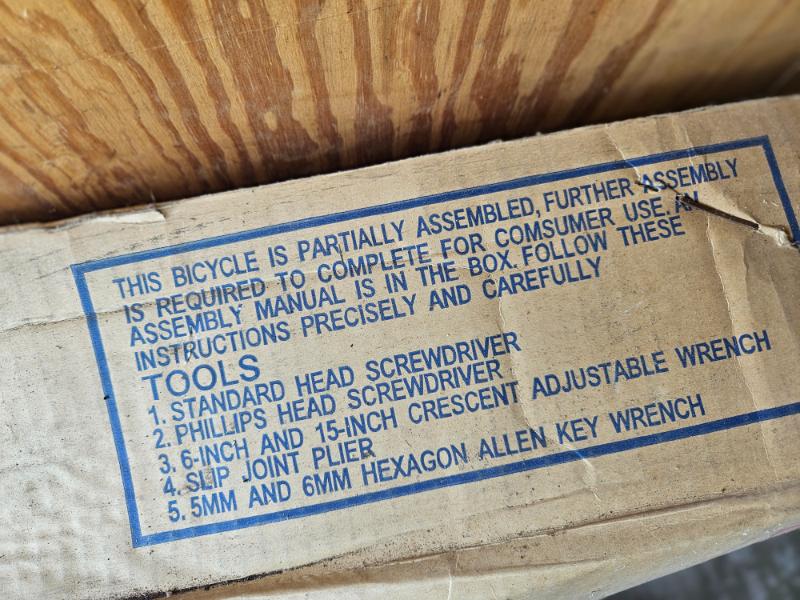 THIS BICYCLE IS PARTIALLY ASSEMBLED, FURTHER ASSEMBLY
IS REQUIRED TO COMPLETE FOR COMSUMER USE. AN
ASSEMBLY MANUAL IS IN THE BOX. FOLLOW THESE
INSTRUCTIONS PRECISELY AND CAREFULLY
TOOLS
1. STANDARD HEAD SCREWDRIVER
2. PHILLIPS HEAD SCREWDRIVER
3. 6-INCH AND 15-INCH CRESCENT ADJUSTABLE WRENCH
4. SLIP JOINT PLIER
5. 5MM AND 6MM HEXAGON ALLEN KEY WRENCH